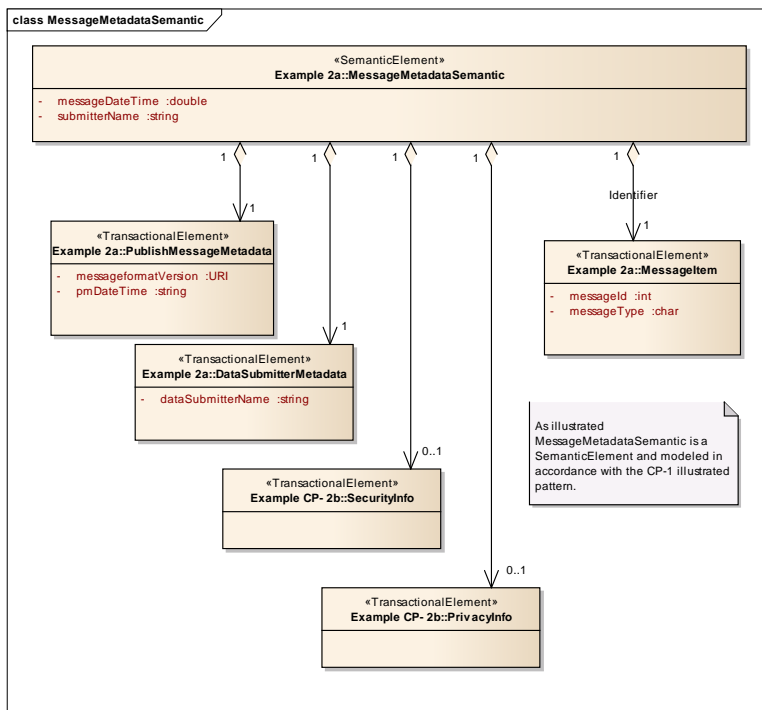 class MessageMetadataSemantic
«SemanticElement»
Example 2a::MessageMetadataSemantic
- messageDateTime :double
- submitterName :string
1
1
1
1
1
Identifier
1
1
«TransactionalElement»
Example 2a::PublishMessageMetadata
- messageformatVersion :URI
- pmDateTime :string
«TransactionalElement»
Example 2a::MessageItem
- messageId :int
- messageType :char
1
«TransactionalElement»
Example 2a::DataSubmitterMetadata
- dataSubmitterName :string
As illustrated
MessageMetadataSemantic is a
SemanticElement and modeled in
accordance with the CP-1 illustrated
pattern.
0..1
«TransactionalElement»
Example CP- 2b::SecurityInfo
0..1
«TransactionalElement»
Example CP- 2b::PrivacyInfo